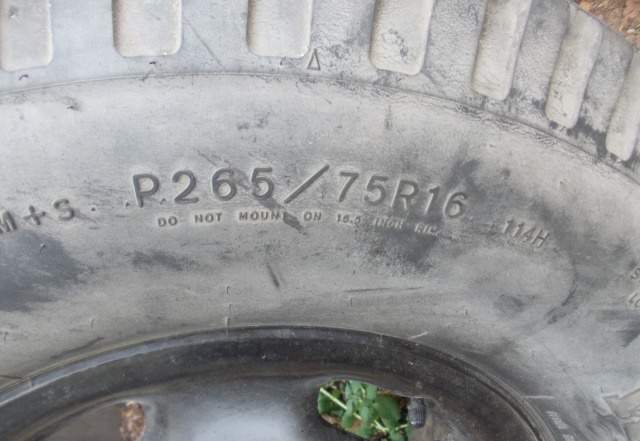 M+S P265/75R16 114H
DO NOT MOUNT ON 16.5 INCH RIM